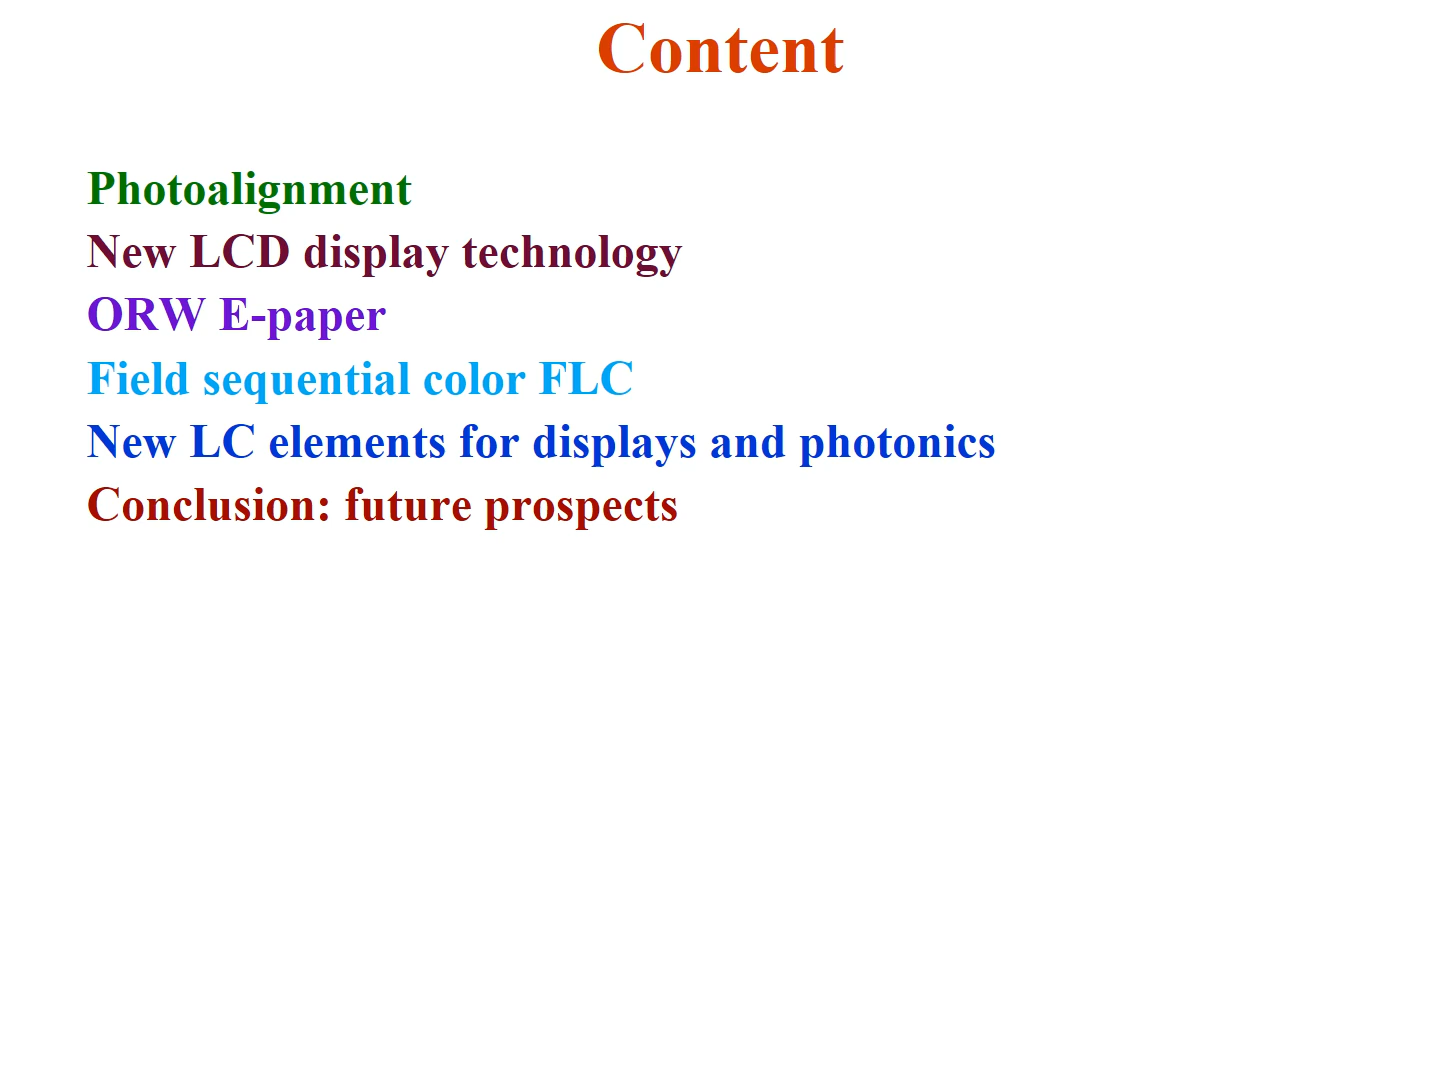 Content
Photoalignment
New LCD display technology
ORW E-paper
Field sequential color FLC
New LC elements for displays and photonics
Conclusion: future prospects